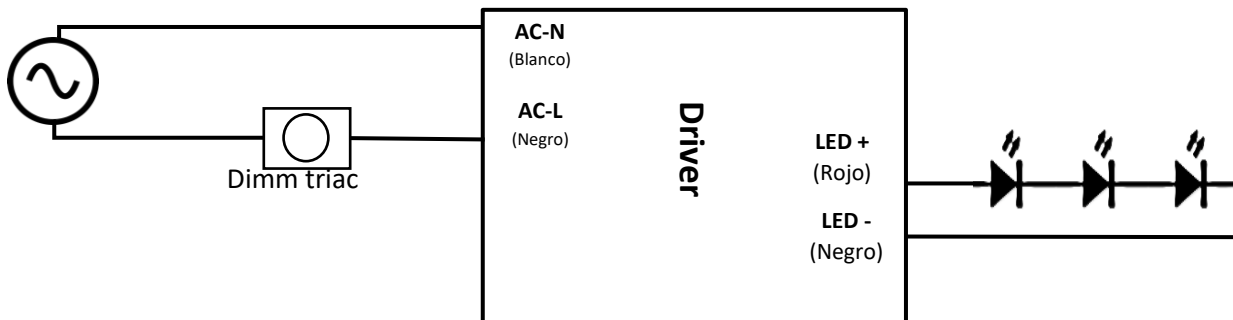 AC-N
(Blanco)
AC-L
(Negro)
Dimm triac
Driver
LED +
(Rojo)
LED -
(Negro)